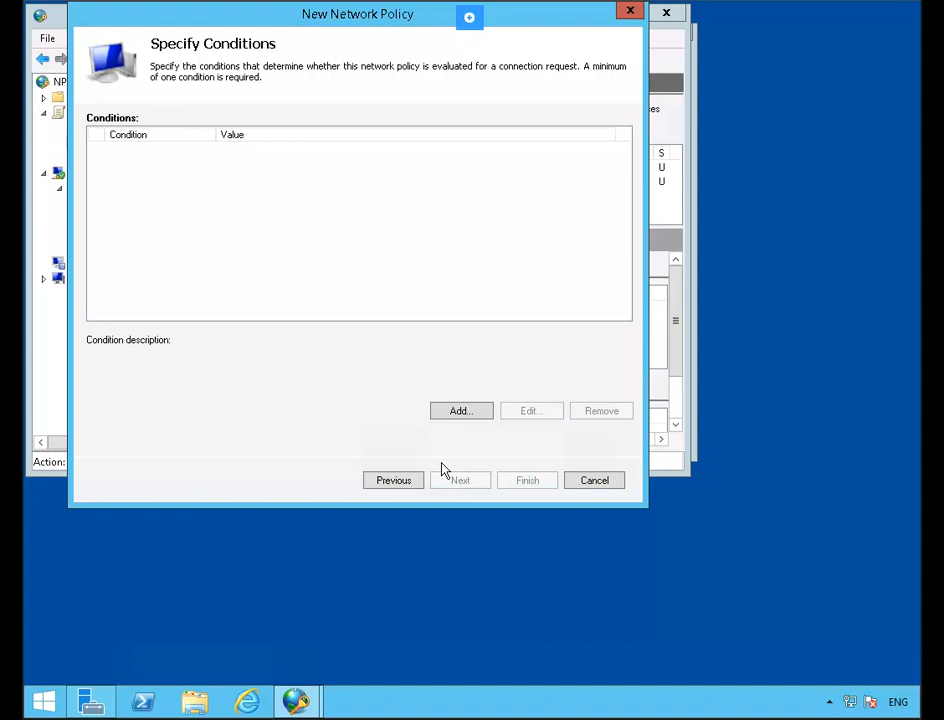 New Network Policy
File
Specify Conditions
Specify the conditions that determine whether this network policy is evaluated for a connection request. A minimum
of one condition is required.
NP
Conditions:
Condition Value
S
U
U
Condition description:
Add... Edit... Remove
Action:
Previous Next Finish Cancel
ENG